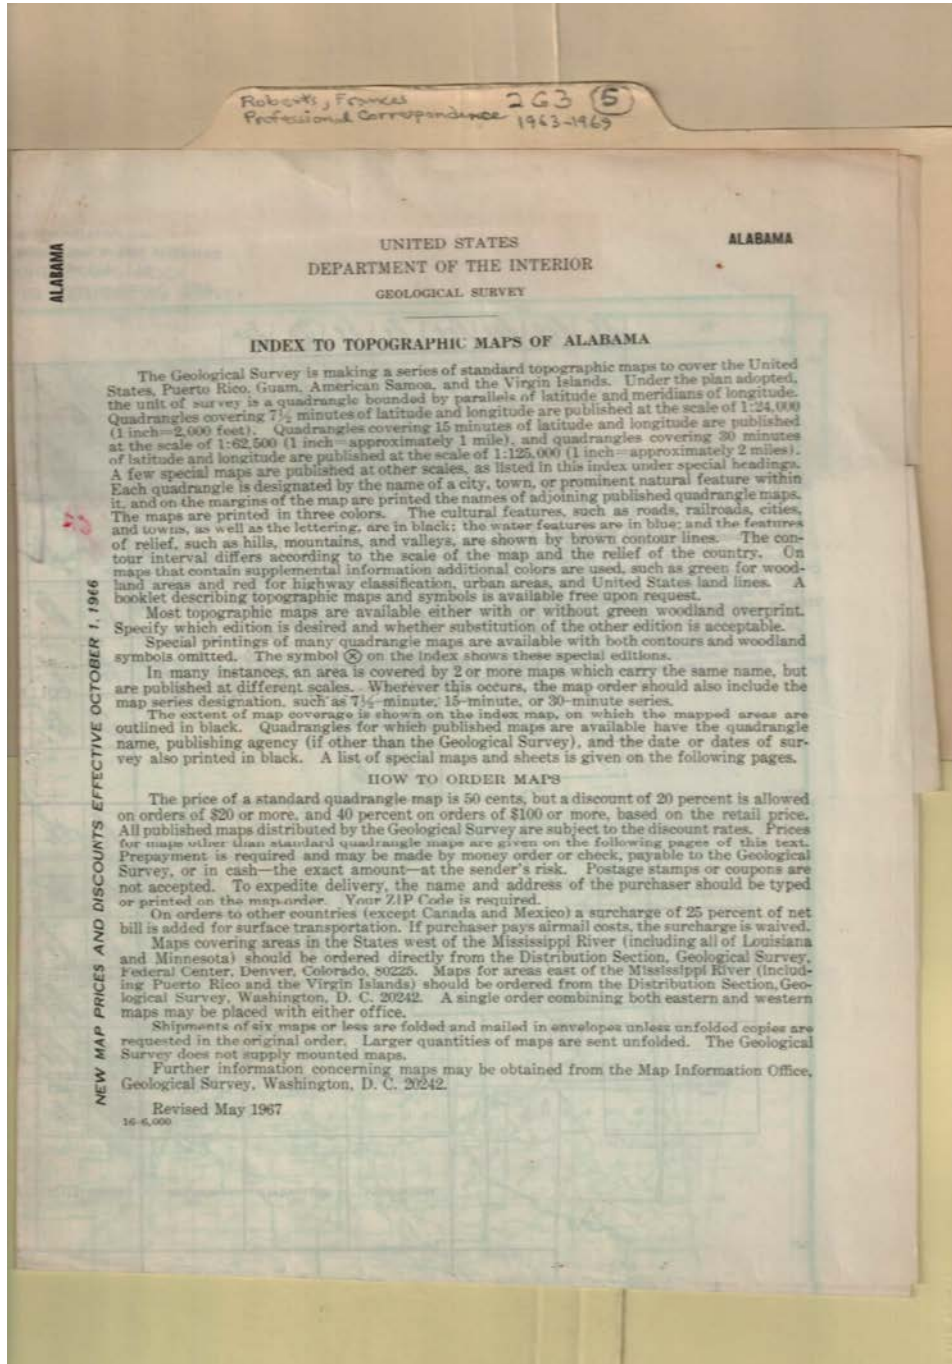 Roberts, Frances 2G3 (5)
Professional Correspondence 1963-1969
ALABAMA
ALABAMA
UNITED STATES
DEPARTMENT OF THE INTERIOR
GEOLOGICAL SURVEY
INDEX TO TOPOGRAPHIC MAPS OF ALABAMA
The Geological Survey is making a series of standard topographic maps to cover the United
States, Puerto Rico, Guam, American Samoa, and the Virgin Islands. Under the plan adopted,
the unit of survey is a quadrangle bounded by parallels of latitude and meridians of longitude.
Quadrangles covering 7½ minutes of latitude and longitude are published at the scale of 1:24,000
(1 inch=2,000 feet). Quadrangles covering 15 minutes of latitude and longitude are published
at the scale of 1:62,500 (1 inch=approximately 1 mile), and quadrangles covering 30 minutes
of latitude and longitude are published at the scale of 1:125,000 (1 inch=approximately 2 miles).
A few special maps are published at other scales, as listed in this index under special headings.
Each quadrangle is designated by the name of a city, town, or prominent natural feature within
it, and on the margins of the map are printed the names of adjoining published quadrangle maps.
The maps are printed in three colors. The cultural features, such as roads, railroads, cities,
and towns, as well as the lettering, are in black; the water features are in blue; and the features
of relief, such as hills, mountains, and valleys, are shown by brown contour lines. The con-
tour interval differs according to the scale of the map and the relief of the country. On
maps that contain supplemental information additional colors are used, such as green for wood-
land areas and red for highway classification, urban areas, and United States land lines. A
booklet describing topographic maps and symbols is available free upon request.
Most topographic maps are available either with or without green woodland overprint.
Specify which edition is desired and whether substitution of the other edition is acceptable.
Special printings of many quadrangle maps are available with both contours and woodland
symbols omitted. The symbol ⓧ on the index shows these special editions.
In many instances, an area is covered by 2 or more maps which carry the same name, but
are published at different scales. Wherever this occurs, the map order should also include the
map series designation, such as 7½-minute, 15-minute, or 30-minute series.
The extent of map coverage is shown on the index map, on which the mapped areas are
outlined in black. Quadrangles for which published maps are available have the quadrangle
name, publishing agency (if other than the Geological Survey), and the date or dates of sur-
vey also printed in black. A list of special maps and sheets is given on the following pages.
HOW TO ORDER MAPS
The price of a standard quadrangle map is 50 cents, but a discount of 20 percent is allowed
on orders of $20 or more, and 40 percent on orders of $100 or more, based on the retail price.
All published maps distributed by the Geological Survey are subject to the discount rates. Prices
for maps other than standard quadrangle maps are given on the following pages of this text.
Prepayment is required and may be made by money order or check, payable to the Geological
Survey, or in cash—the exact amount—at the sender's risk. Postage stamps or coupons are
not accepted. To expedite delivery, the name and address of the purchaser should be typed
or printed on the map order. Your ZIP Code is required.
On orders to other countries (except Canada and Mexico) a surcharge of 25 percent of net
bill is added for surface transportation. If purchaser pays airmail costs, the surcharge is waived.
Maps covering areas in the States west of the Mississippi River (including all of Louisiana
and Minnesota) should be ordered directly from the Distribution Section, Geological Survey,
Federal Center, Denver, Colorado, 80225. Maps for areas east of the Mississippi River (includ-
ing Puerto Rico and the Virgin Islands) should be ordered from the Distribution Section, Geo-
logical Survey, Washington, D. C. 20242. A single order combining both eastern and western
maps may be placed with either office.
Shipments of six maps or less are folded and mailed in envelopes unless unfolded copies are
requested in the original order. Larger quantities of maps are sent unfolded. The Geological
Survey does not supply mounted maps.
Further information concerning maps may be obtained from the Map Information Office,
Geological Survey, Washington, D. C. 20242.
Revised May 1967
16-6,000
NEW MAP PRICES AND DISCOUNTS EFFECTIVE OCTOBER 1, 1966